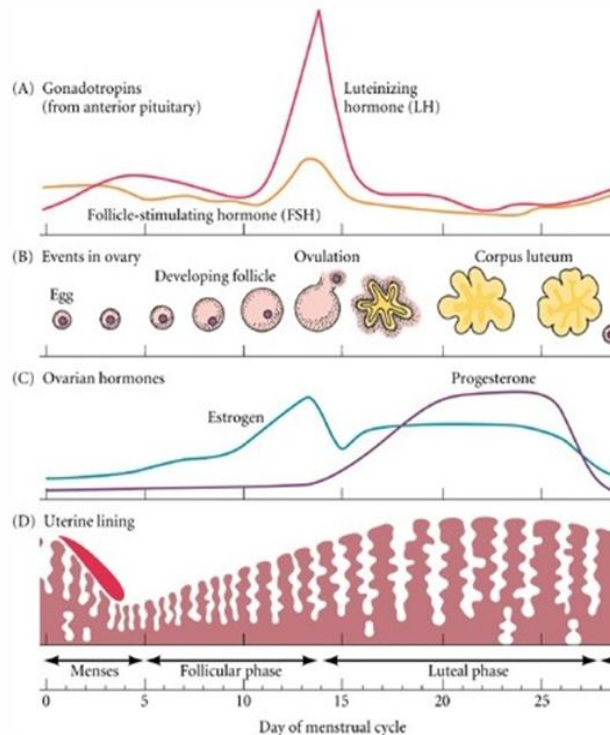 (A) Gonadotropins
(from anterior pituitary)
Luteinizing
hormone (LH)
Follicle-stimulating hormone (FSH)
(B) Events in ovary
Ovulation
Corpus luteum
Developing follicle
Egg
(C) Ovarian hormones
Progesterone
Estrogen
(D) Uterine lining
Menses
Follicular phase
Luteal phase
0 5 10 15 20 25
Day of menstrual cycle